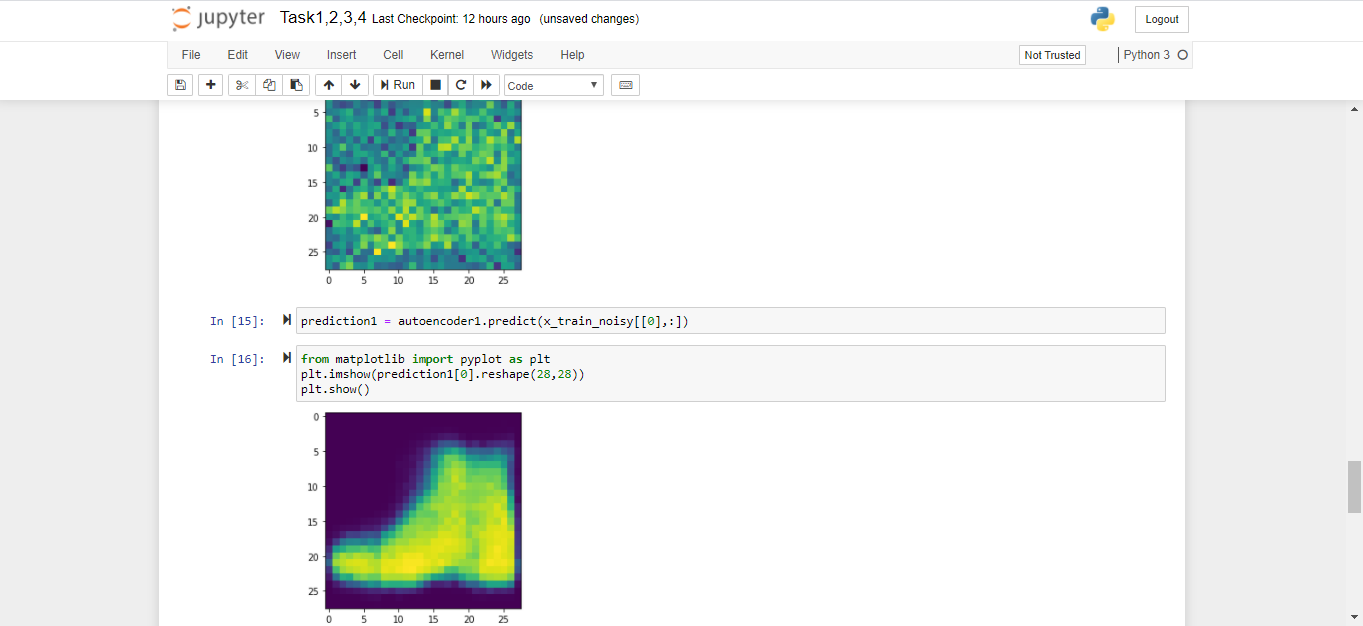 jupyter Task1,2,3,4 Last Checkpoint: 12 hours ago (unsaved changes) Logout
File Edit View Insert Cell Kernel Widgets Help Not Trusted Python 3
Run Code
5
10
15
20
25
0 5 10 15 20 25
In [15]: prediction1 = autoencoder1.predict(x_train_noisy[[0],:])
In [16]: from matplotlib import pyplot as plt
plt.imshow(prediction1[0].reshape(28,28))
plt.show()
0
5
10
15
20
25
0 5 10 15 20 25